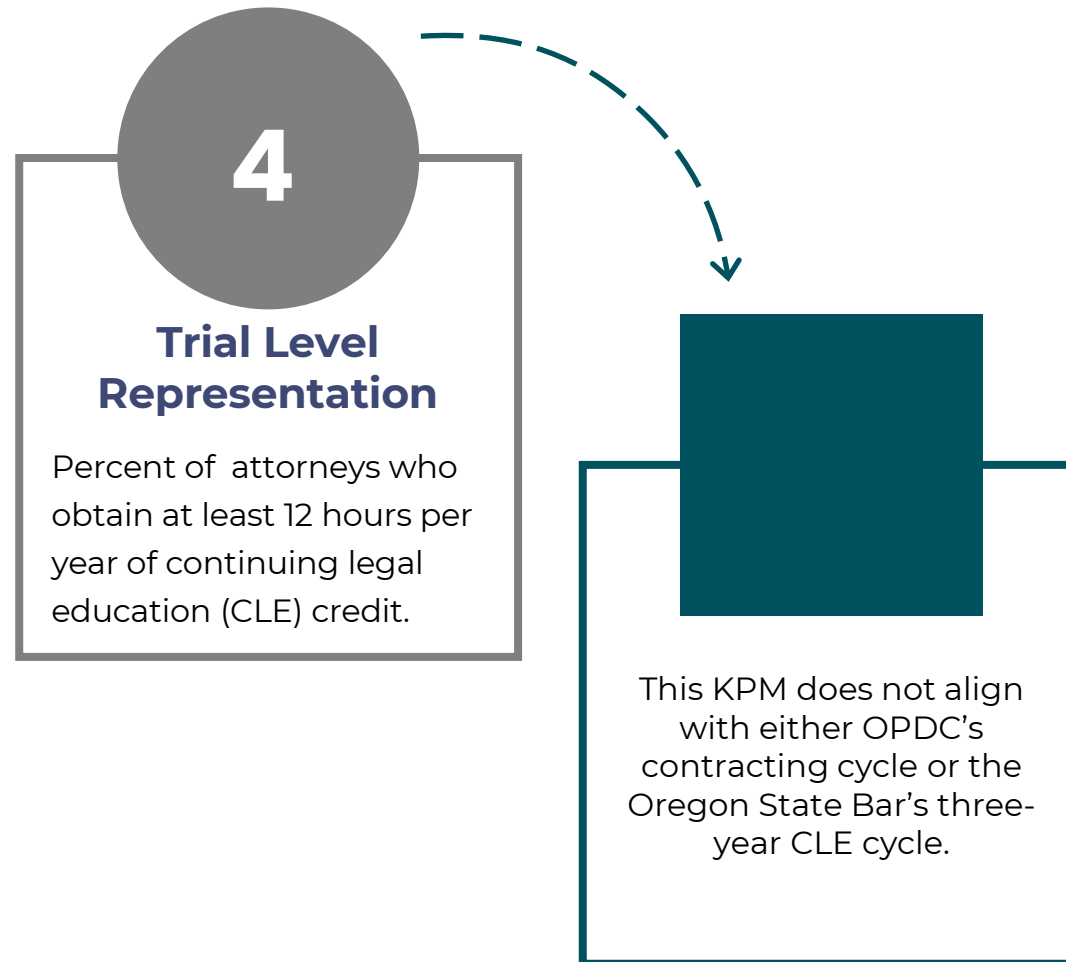 4
Trial Level
Representation
Percent of  attorneys who
obtain at least 12 hours per
year of continuing legal
education (CLE) credit.
This KPM does not align
with either OPDC’s
contracting cycle or the
Oregon State Bar’s three-
year CLE cycle.